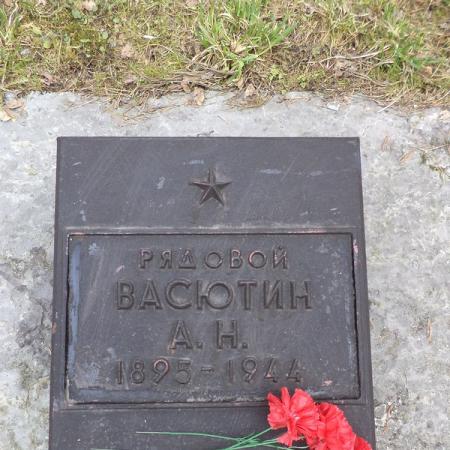 РЯДОВОЙ
ВАСЮТИН
А. Н.
1895-1944